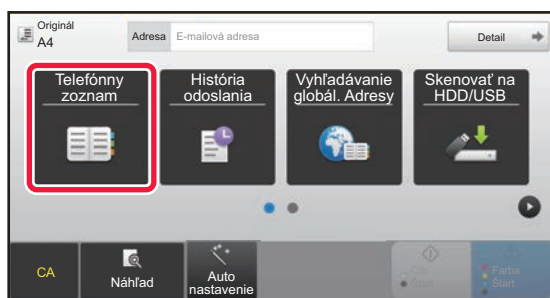 Originál
A4
Adresa E-mailová adresa
Detail
Telefónny
zoznam
História
odoslania
Vyhľadávanie
globál. Adresy
Skenovať na
HDD/USB
CA
Náhľad
Auto
nastavenie
Štart
Farba
Štart